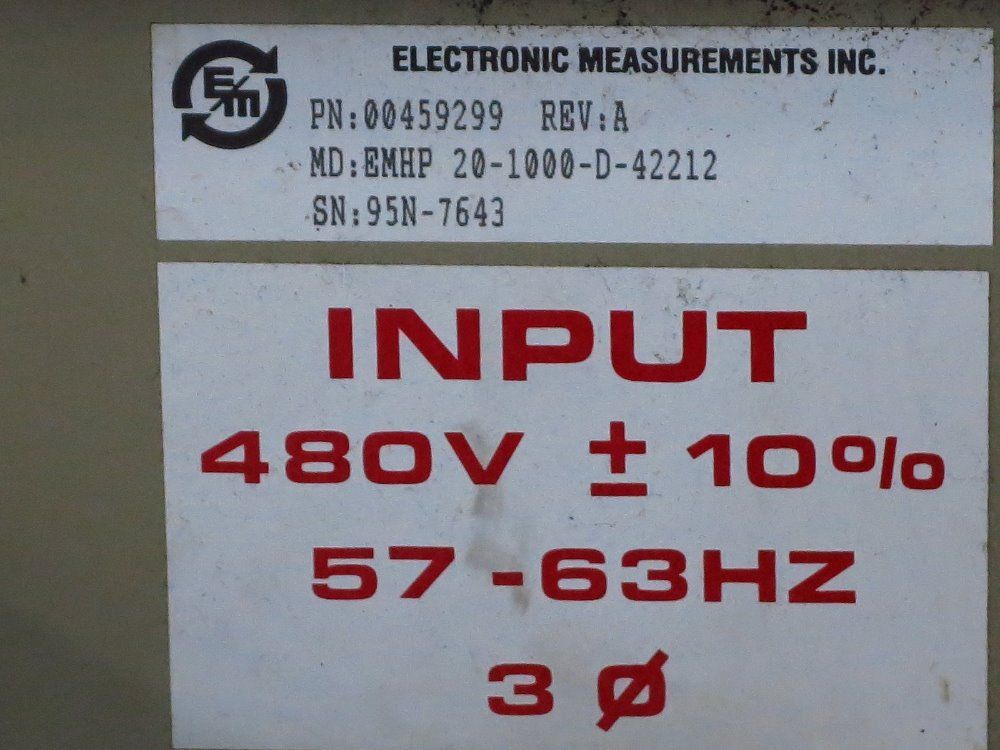 E/m
ELECTRONIC MEASUREMENTS INC.
PN:00459299 REV:A
MD:EMHP 20-1000-D-42212
SN:95N-7643
INPUT
480V ± 10%
57-63HZ
3 Ø